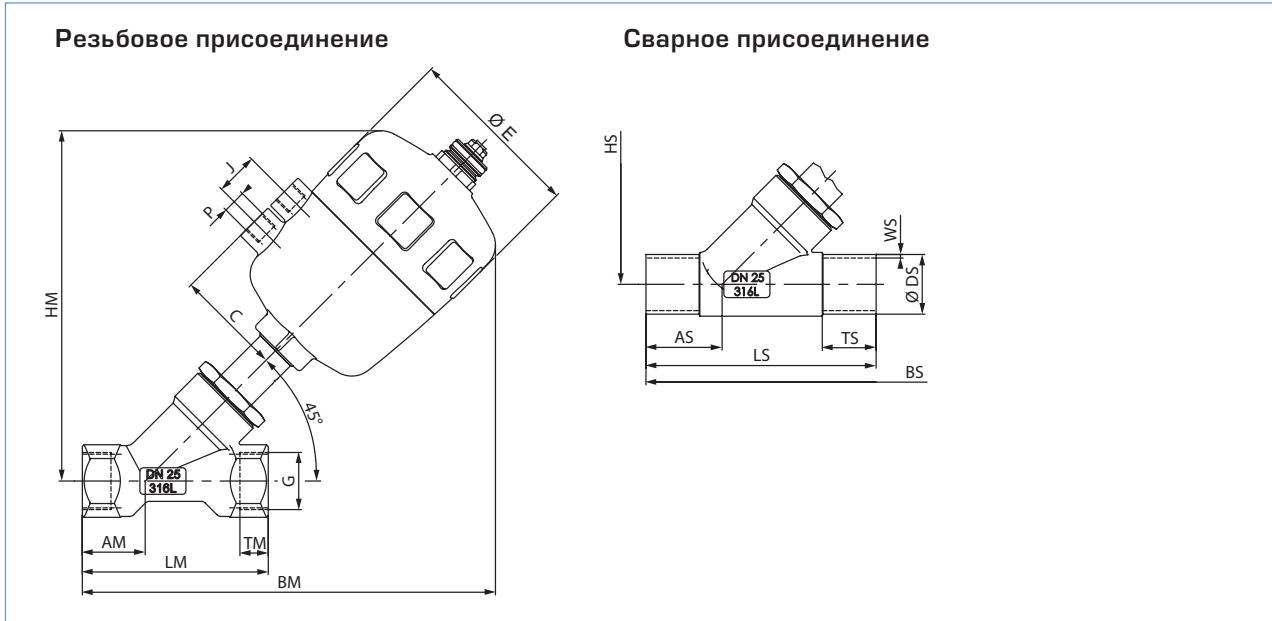 Резьбовое присоединение
Сварное присоединение
Ø E
J
P
HM
C
45°
DN 25
316L
G
AM
TM
LM
BM
HS
WS
DN 25
316L
Ø DS
AS
TS
LS
BS